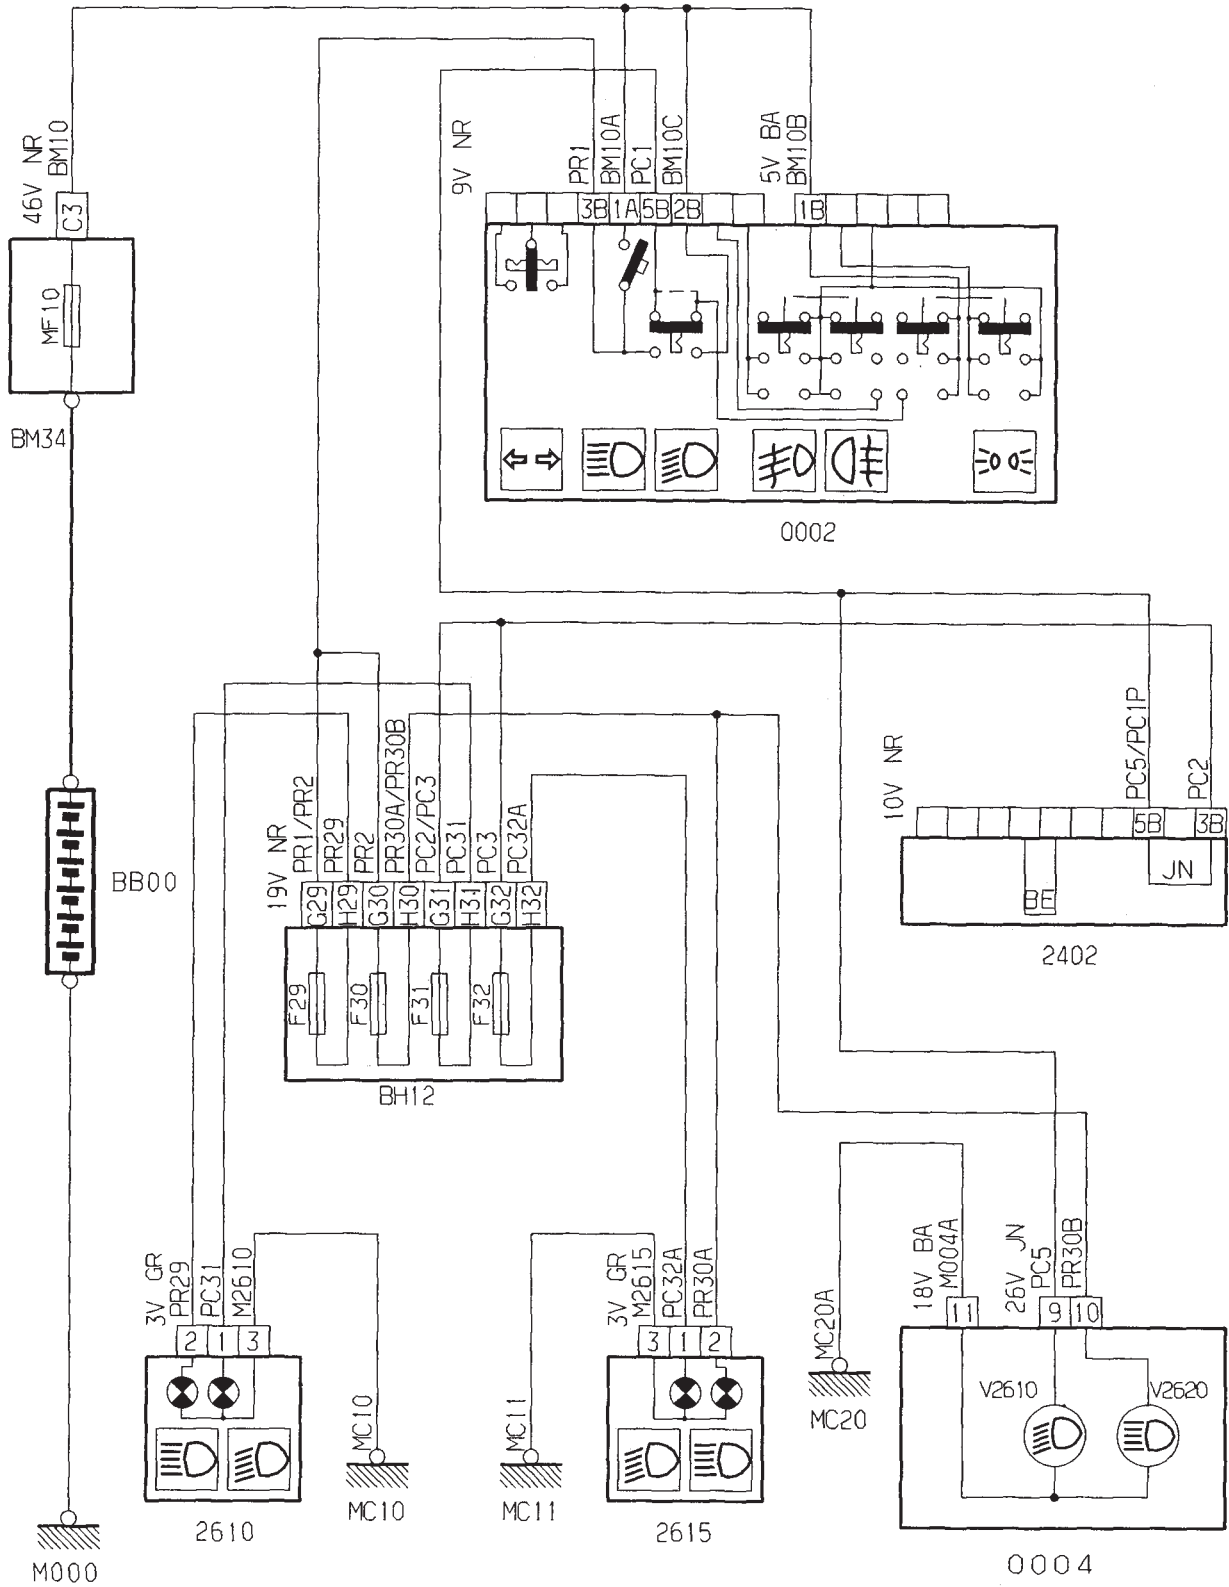 46V NR
BM10
C3
MF10
BM34
BB00
M000
9V NR
PR1
BM10A
PC1
BM10C
5V BA
BM10B
3B
1A
5B
2B
1B
0002
10V NR
PC5/PC1P
PC2
5B
3B
BE
JN
2402
19V NR
PR1/PR2
PR29
PR2
PR30A/PR30B
PC2/PC3
PC31
PC3
PC32A
G29
H29
G30
H30
G31
H31
G32
H32
F29
F30
F31
F32
BH12
3V GR
PR29
PC31
M2610
2
1
3
2610
MC10
MC10
3V GR
M2615
PC32A
PR30A
3
1
2
2615
MC11
MC11
MC20A
MC20
18V BA
M004A
26V JN
PC5
PR30B
11
9
10
V2610
V2620
0004